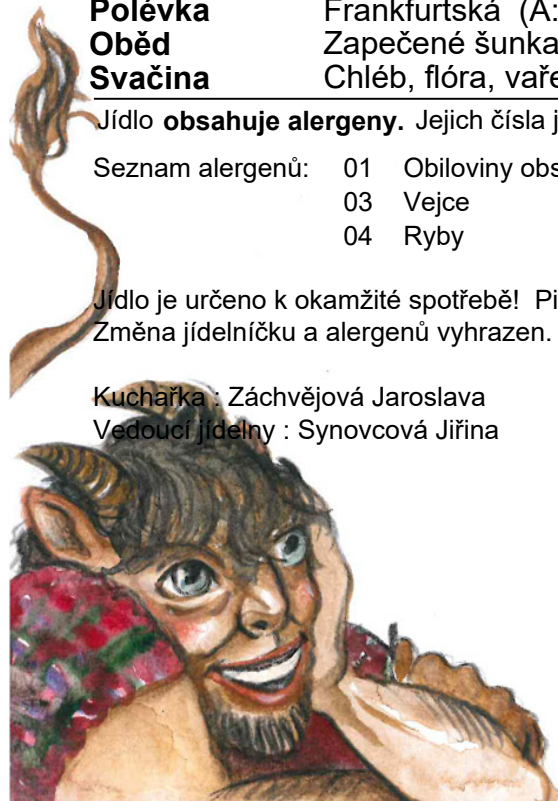 Polévka Frankfurtská (A:
Oběd Zapečené šunka
Svačina Chléb, flóra, vaře
Jídlo obsahuje alergeny. Jejich čísla j
Seznam alergenů: 01 Obiloviny obs
03 Vejce
04 Ryby
Jídlo je určeno k okamžité spotřebě! Pi
Změna jídelníčku a alergenů vyhrazen.
Kuchařka : Záchvějová Jaroslava
Vedoucí jídelny : Synovcová Jiřina